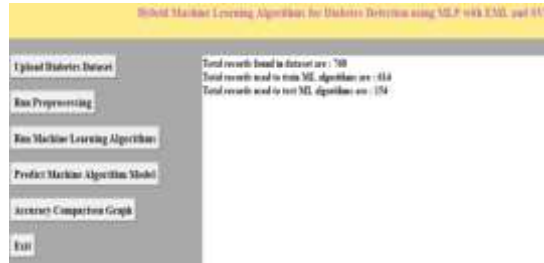 Hybrid Machine Learning Algorithms for Diabetes Detection using MLP with EML and SV
Upload Diabetes Dataset
Total records found in dataset are : 768
Total records used to train ML algorithms are : 614
Total records used to test ML algorithms are : 154
Run Preprocessing
Run Machine Learning Algorithms
Predict Machine Algorithm Model
Accuracy Comparison Graph
Exit